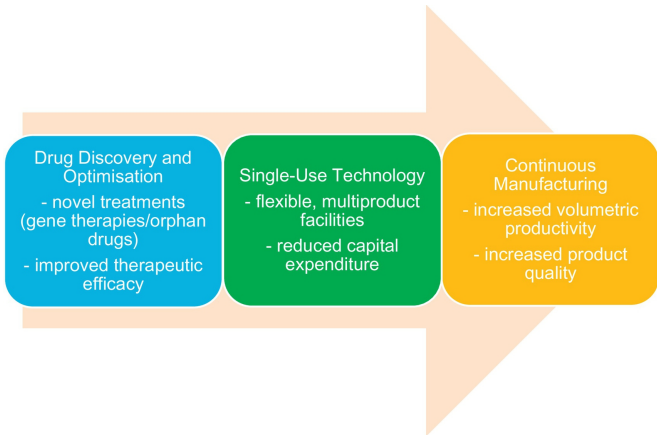 Drug Discovery and
Optimisation
- novel treatments
(gene therapies/orphan
drugs)
- improved therapeutic
efficacy
Single-Use Technology
- flexible, multiproduct
facilities
- reduced capital
expenditure
Continuous
Manufacturing
- increased volumetric
productivity
- increased product
quality